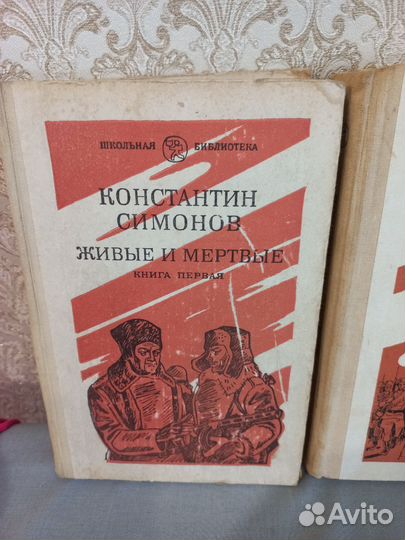 ШКОЛЬНАЯ БИБЛИОТЕКА
КОНСТАНТИН
СИМОНОВ
ЖИВЫЕ И МЕРТВЫЕ
КНИГА ПЕРВАЯ
Avito